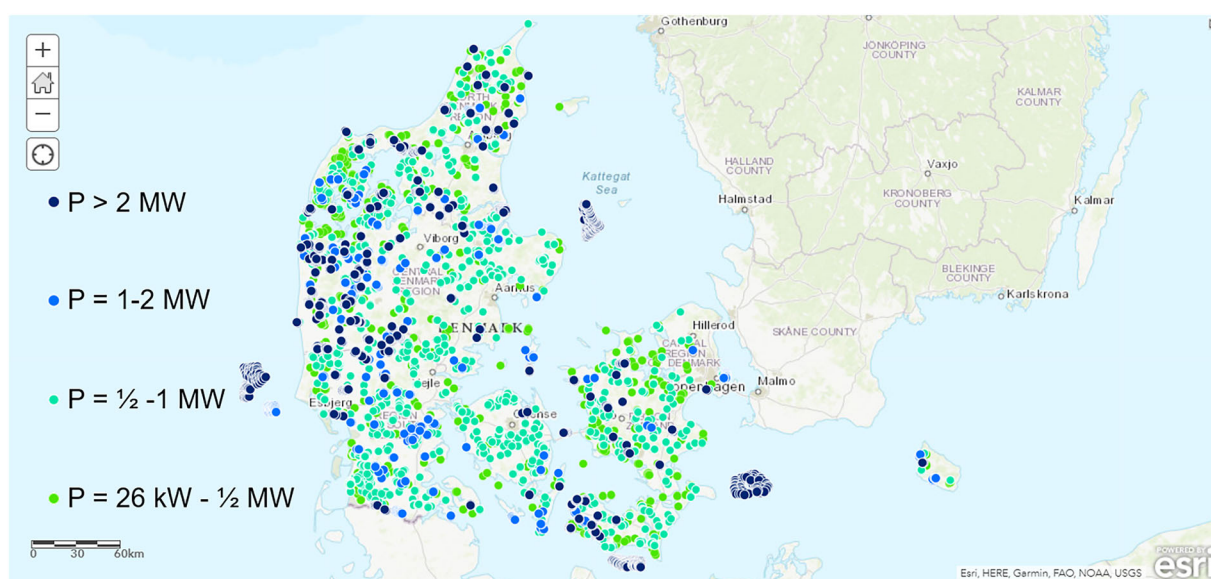 Gothenburg
JÖNKÖPING
COUNTY
KALMAR
COUNTY
HALLAND
COUNTY
Vaxjo
KRONOBERG
COUNTY
Kattegat
Sea
Halmstad
Kalmar
P > 2 MW
Viborg
BLEKINGE
COUNTY
P = 1-2 MW
Aarhus
Karlskrona
DENMARK
Hillerod
SKÅNE COUNTY
DENMARK
Malmo
P = ½ -1 MW
Esbjerg
P = 26 kW - ½ MW
0 30 60km
POWERED BY
esri
Esri, HERE, Garmin, FAO, NOAA, USGS